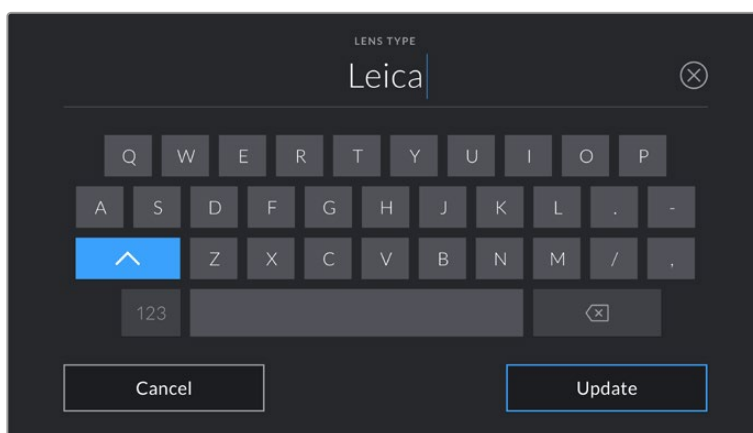 LENS TYPE
Leica
Q W E R T Y U I O P
A S D F G H J K L . -
Z X C V B N M / ,
123
Cancel Update